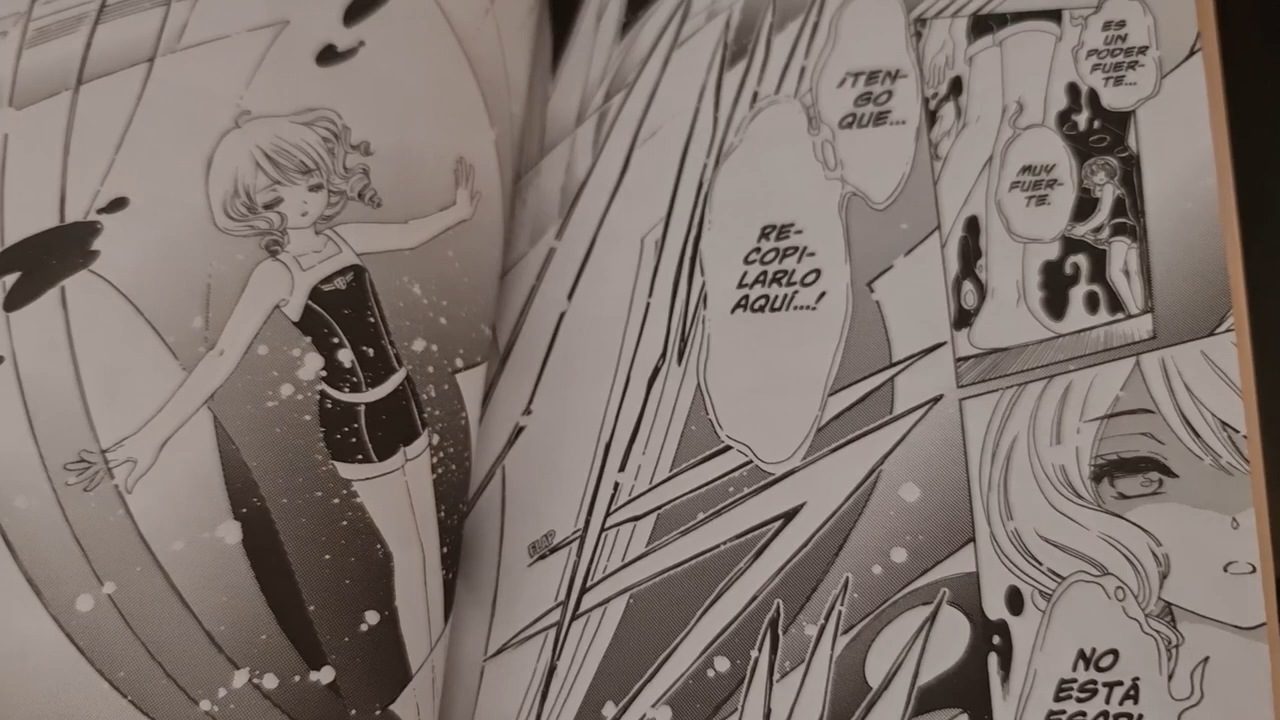 ES
UN
PODER
FUER-
TE...
MUY
FUER-
TE.
¡TEN-
GO
QUE...
RE-
COPI-
LARLO
AQUÍ...!
FLAP
NO
ESTÁ